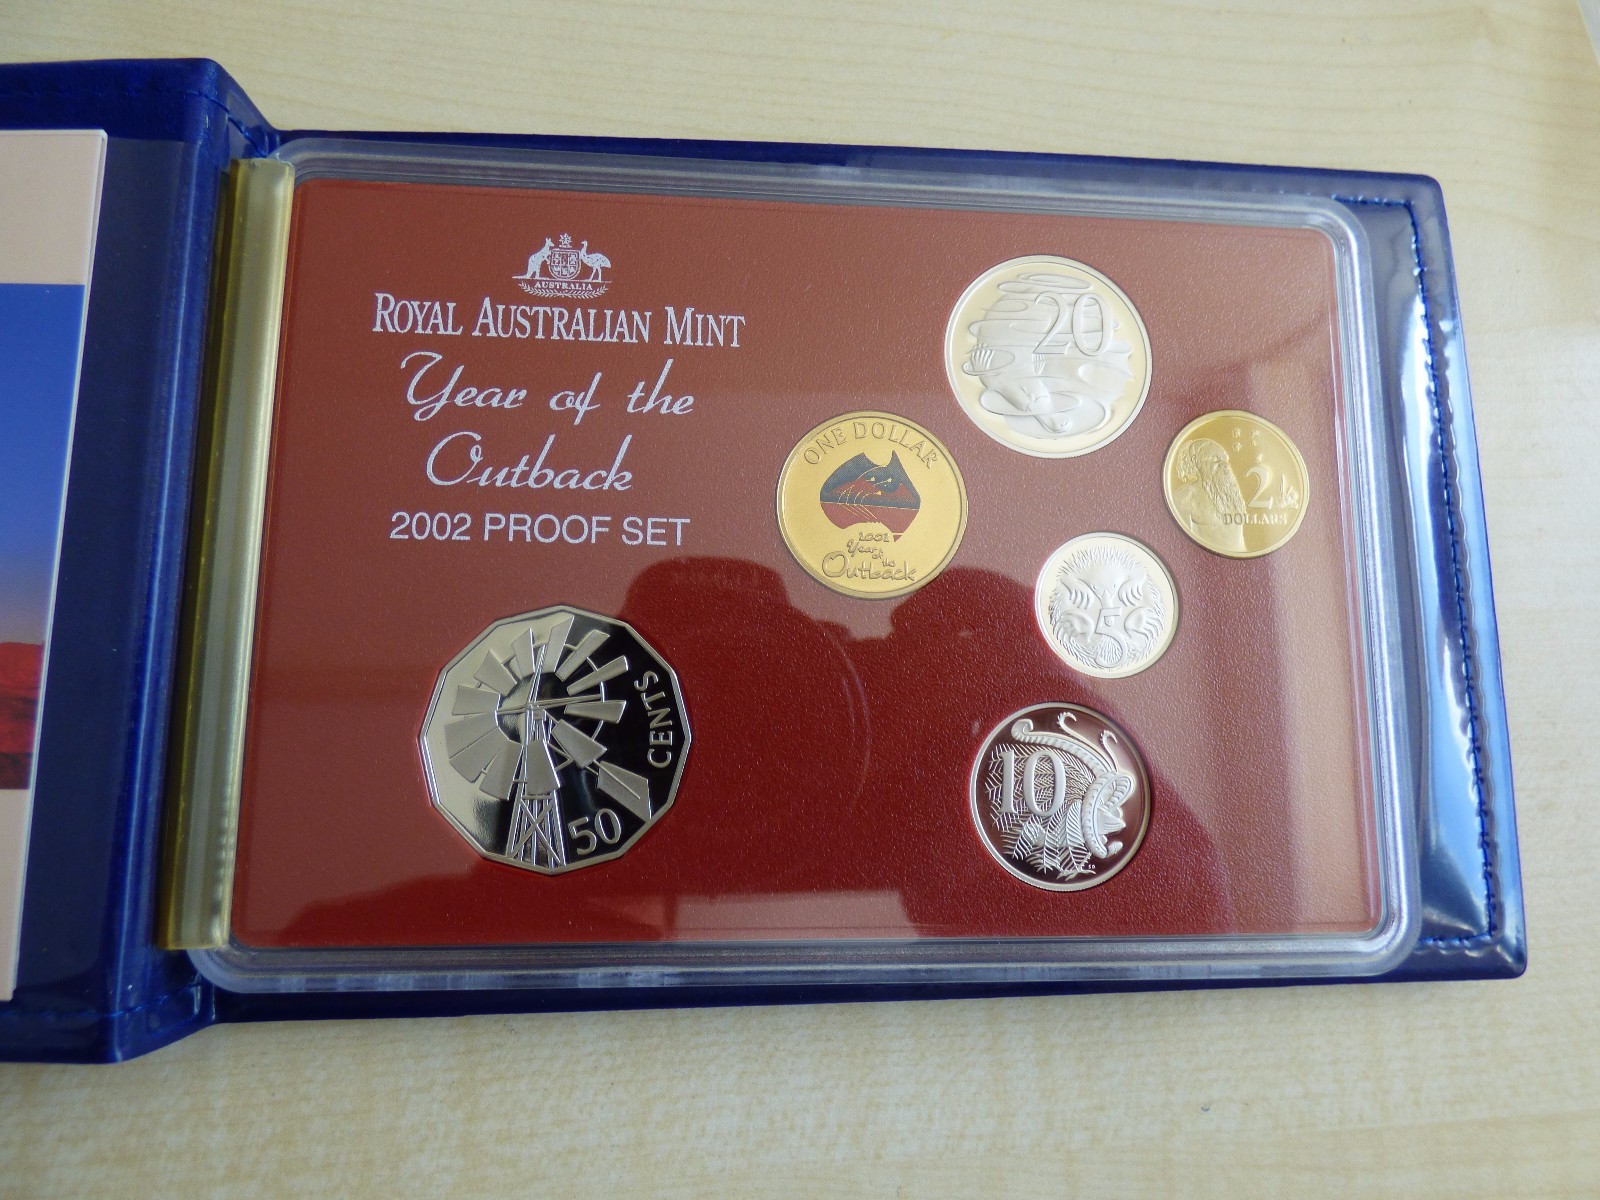 AUSTRALIA
ROYAL AUSTRALIAN MINT
Year of the
Outback
2002 PROOF SET
20
ONE DOLLAR
2002
Year
of the
Outback
2
DOLLARS
5
10
CENTS
50